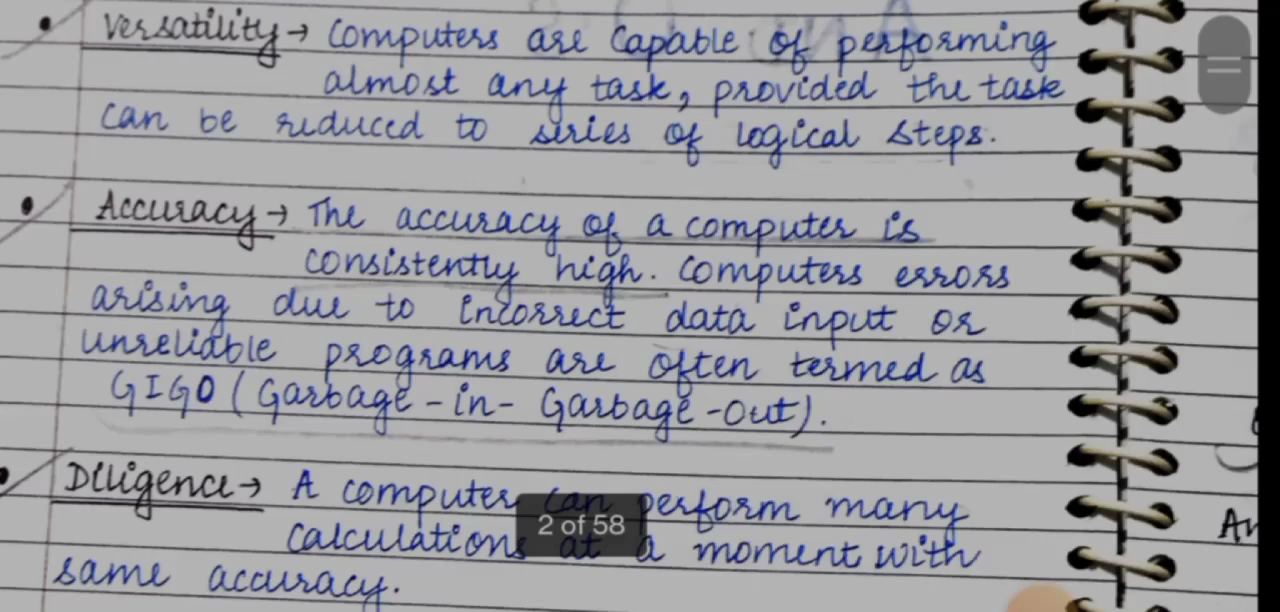 Versatility → Computers are capable of performing
almost any task, provided the task
can be reduced to series of logical steps.
Accuracy → The accuracy of a computer is
consistently high. Computers errors
arising due to incorrect data input or
unreliable programs are often termed as
GIGO (Garbage-in-Garbage-out).
Diligence → A computer can perform many
calculations at a moment with
same accuracy.
2 of 58